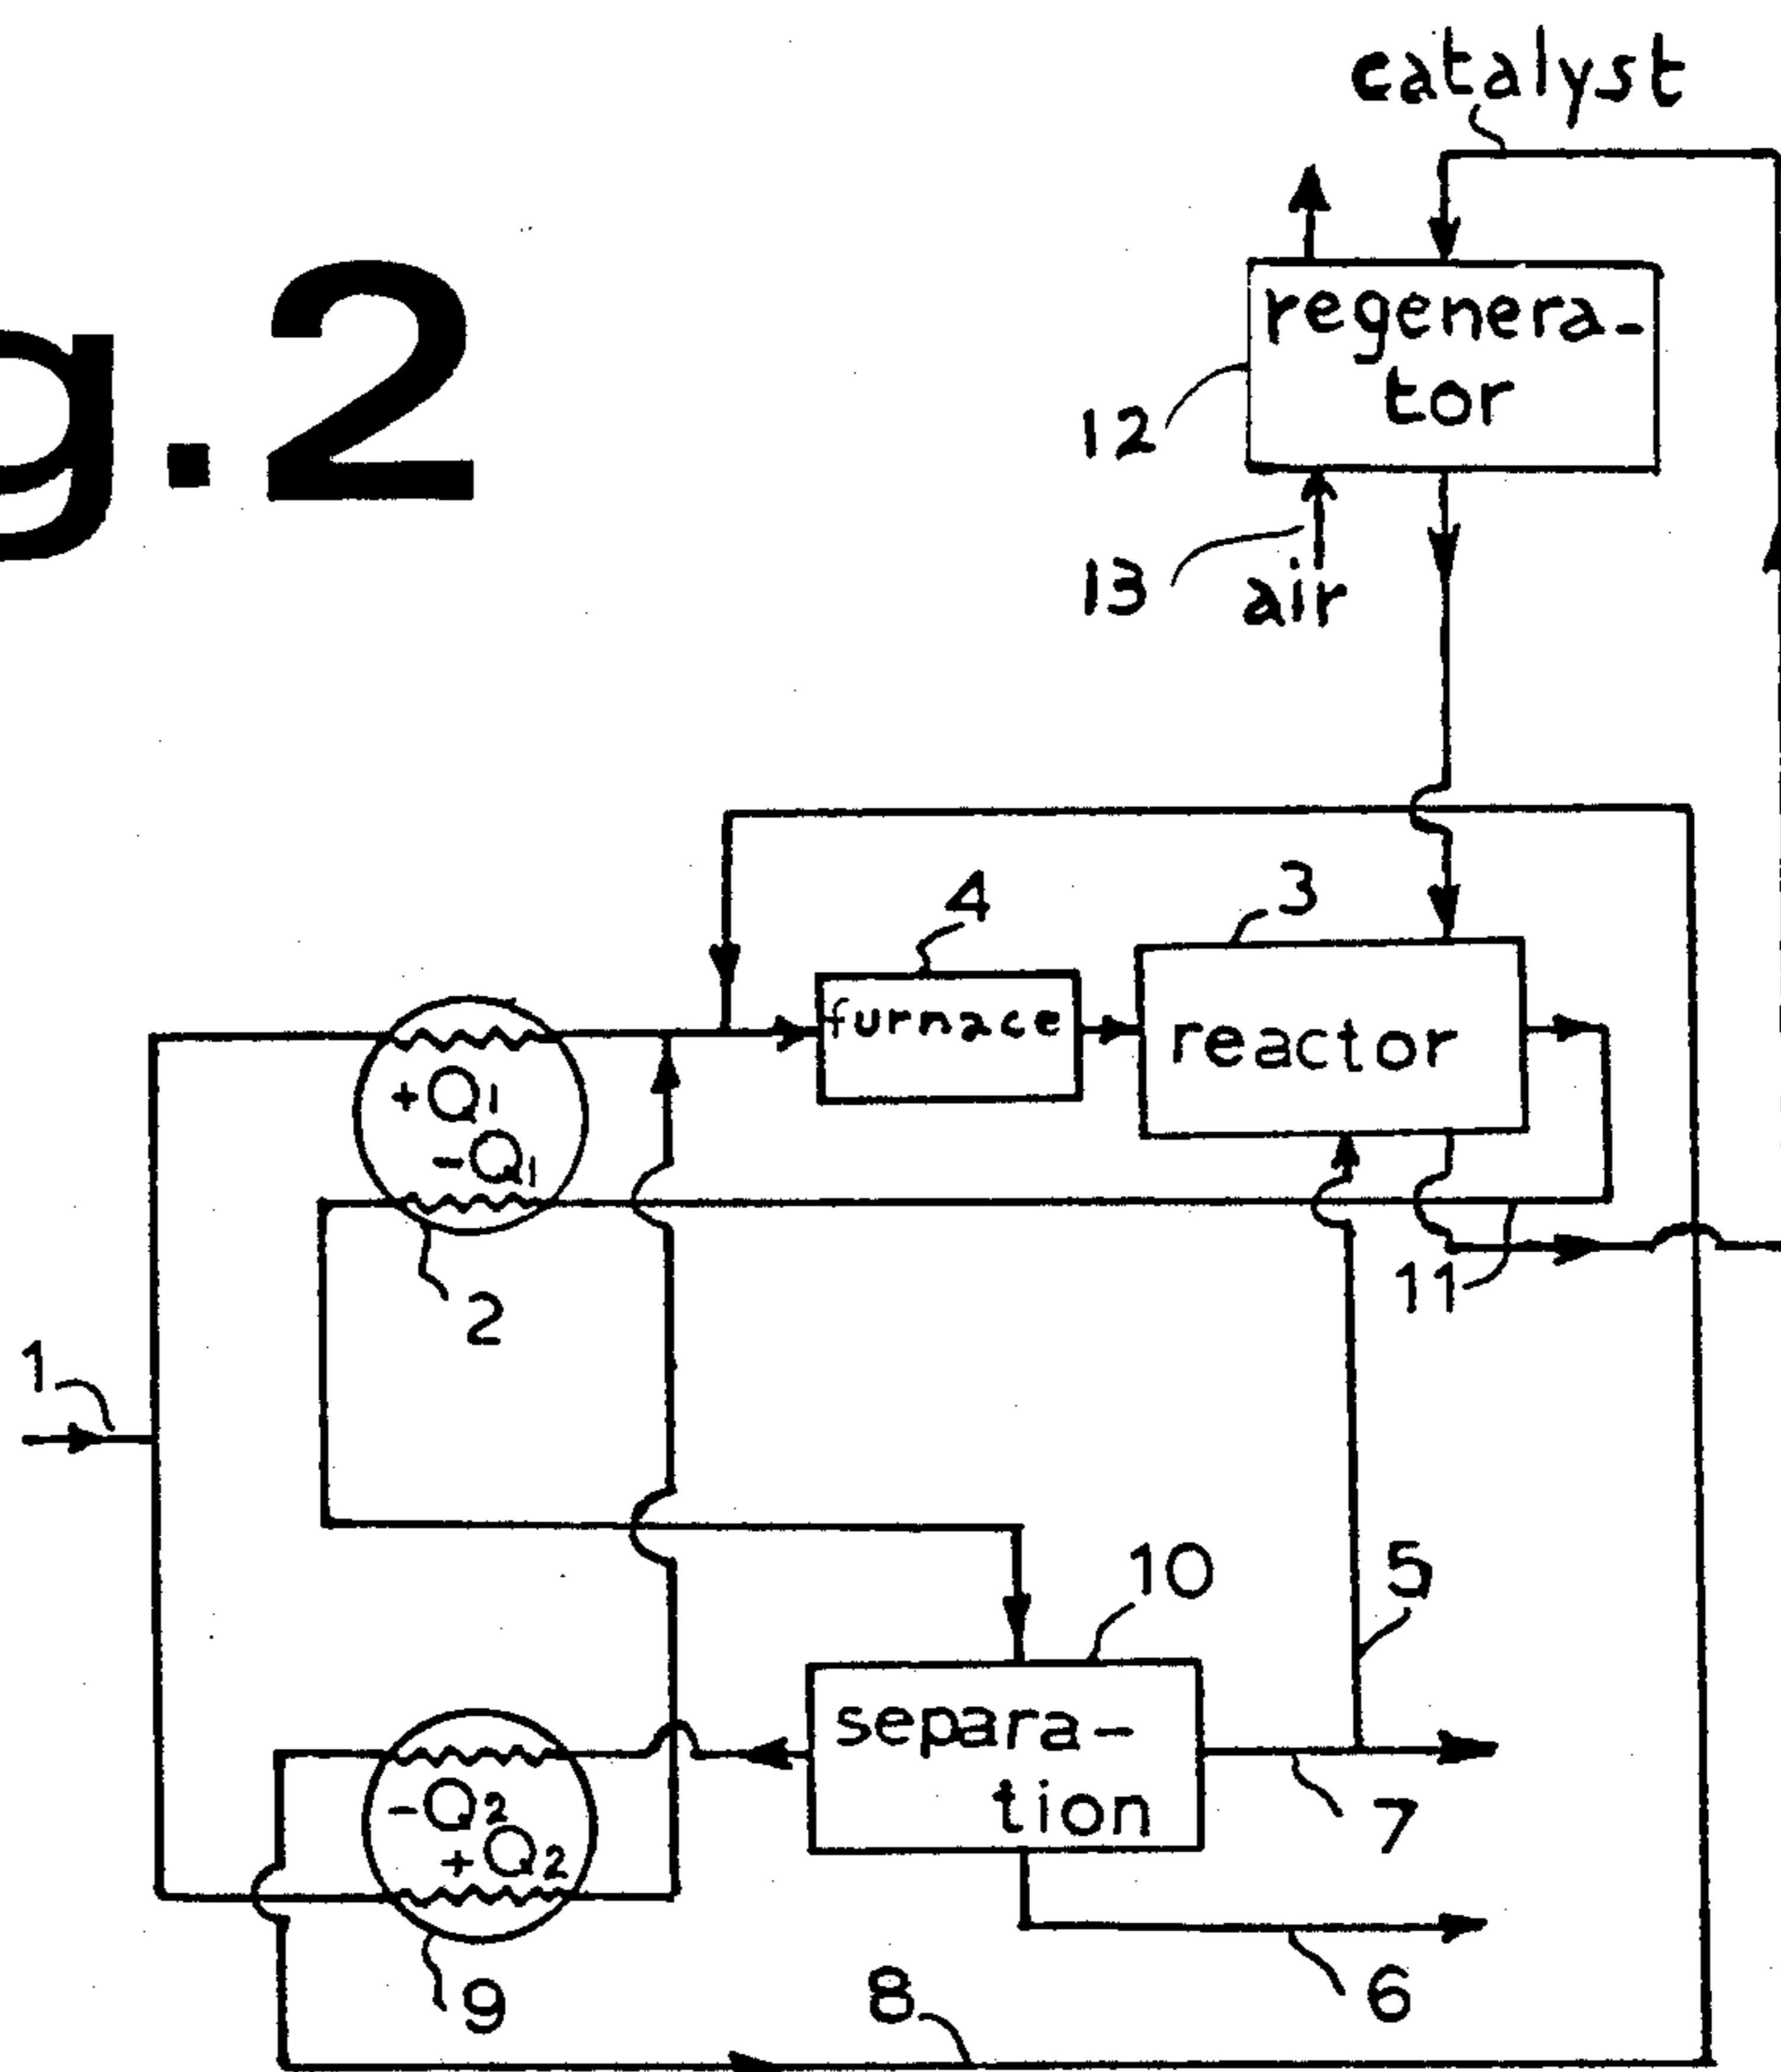 g.2
catalyst
regenera-
tor
12
13
air
4
3
furnace
reactor
+Q1
-Q1
2
11
1
10
5
separa-
tion
-Q2
+Q2
7
9
8
6